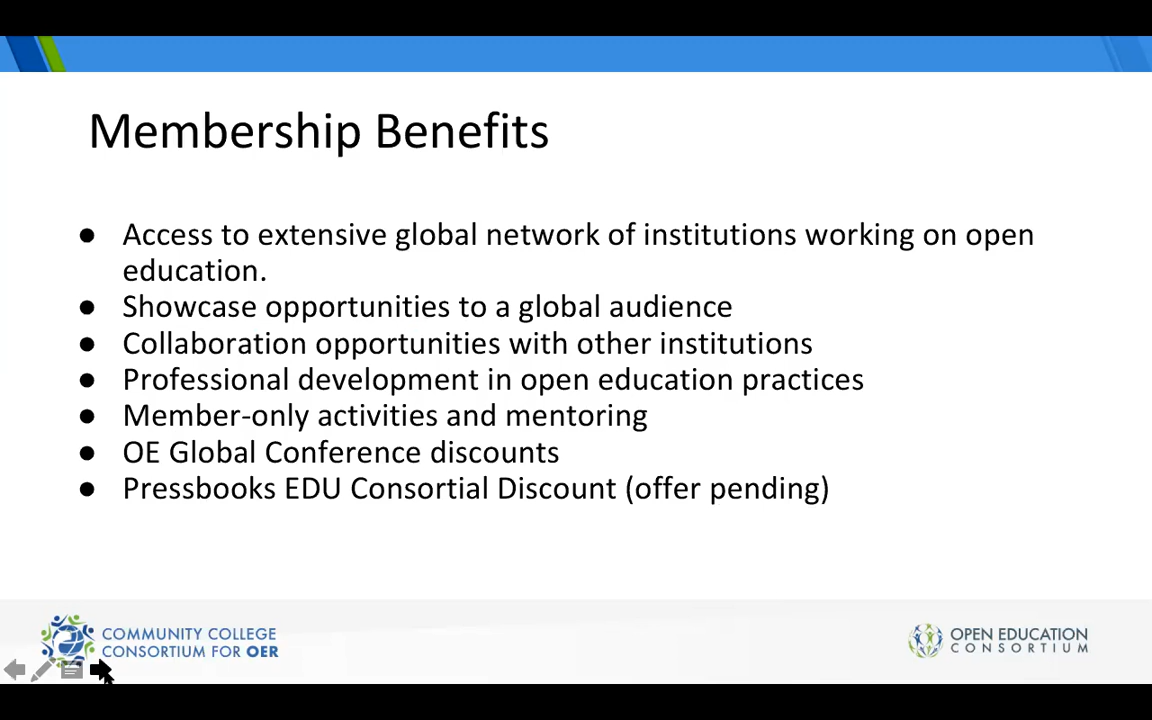 Membership Benefits
● Access to extensive global network of institutions working on open
education.
● Showcase opportunities to a global audience
● Collaboration opportunities with other institutions
● Professional development in open education practices
● Member-only activities and mentoring
● OE Global Conference discounts
● Pressbooks EDU Consortial Discount (offer pending)
COMMUNITY COLLEGE
CONSORTIUM FOR OER
OPEN EDUCATION
CONSORTIUM